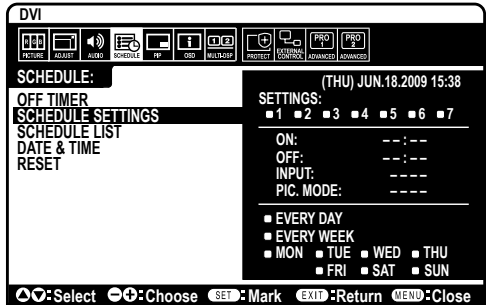 DVI
RGB
PICTURE ADJUST AUDIO SCHEDULE PIP OSD MULTI-DSP PROTECT EXTERNAL CONTROL PRO 1 ADVANCED PRO 2 ADVANCED
SCHEDULE:
OFF TIMER
SCHEDULE SETTINGS
SCHEDULE LIST
DATE & TIME
RESET
(THU) JUN.18.2009 15:38
SETTINGS:
1 2 3 4 5 6 7
ON: --:--
OFF: --:--
INPUT: ----
PIC. MODE: ----
EVERY DAY
EVERY WEEK
MON TUE WED THU
FRI SAT SUN
Select Choose SET:Mark EXIT:Return MENU:Close